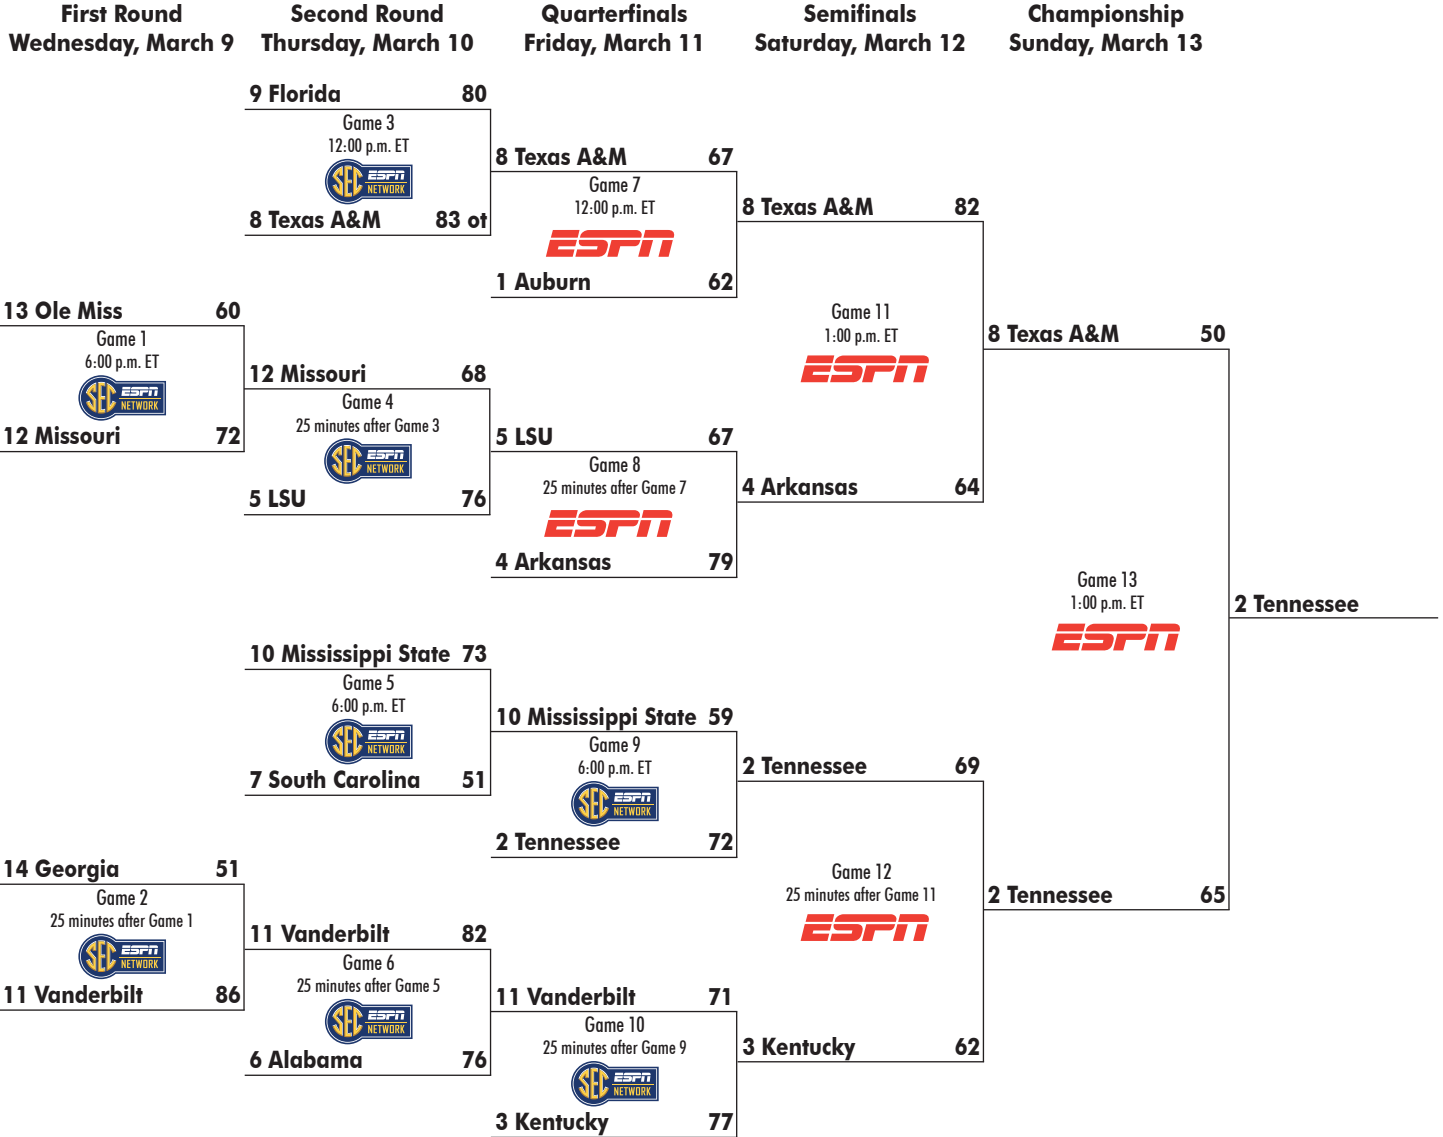 First Round
Wednesday, March 9
Second Round
Thursday, March 10
Quarterfinals
Friday, March 11
Semifinals
Saturday, March 12
Championship
Sunday, March 13
9 Florida 80
Game 3
12:00 p.m. ET
SEC ESPN NETWORK
8 Texas A&M 83 ot
13 Ole Miss 60
Game 1
6:00 p.m. ET
SEC ESPN NETWORK
12 Missouri 72
12 Missouri 68
Game 4
25 minutes after Game 3
SEC ESPN NETWORK
5 LSU 76
8 Texas A&M 67
Game 7
12:00 p.m. ET
ESPN
1 Auburn 62
5 LSU 67
Game 8
25 minutes after Game 7
ESPN
4 Arkansas 79
8 Texas A&M 82
Game 11
1:00 p.m. ET
ESPN
4 Arkansas 64
8 Texas A&M 50
Game 13
1:00 p.m. ET
ESPN
2 Tennessee 65
2 Tennessee
10 Mississippi State 73
Game 5
6:00 p.m. ET
SEC ESPN NETWORK
7 South Carolina 51
14 Georgia 51
Game 2
25 minutes after Game 1
SEC ESPN NETWORK
11 Vanderbilt 86
11 Vanderbilt 82
Game 6
25 minutes after Game 5
SEC ESPN NETWORK
6 Alabama 76
10 Mississippi State 59
Game 9
6:00 p.m. ET
SEC ESPN NETWORK
2 Tennessee 72
11 Vanderbilt 71
Game 10
25 minutes after Game 9
SEC ESPN NETWORK
3 Kentucky 77
2 Tennessee 69
Game 12
25 minutes after Game 11
ESPN
3 Kentucky 62